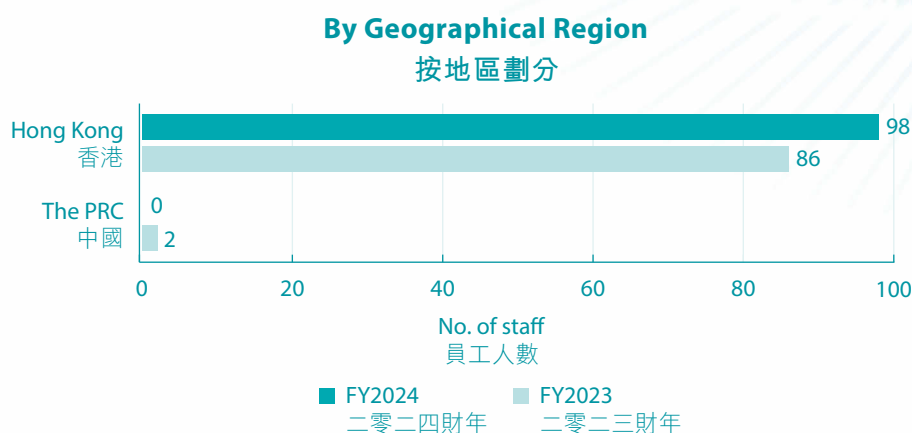 By Geographical Region
按地區劃分
Hong Kong
香港
98
86
The PRC
中國
0
2
0 20 40 60 80 100
No. of staff
員工人數
FY2024 FY2023
二零二四財年 二零二三財年